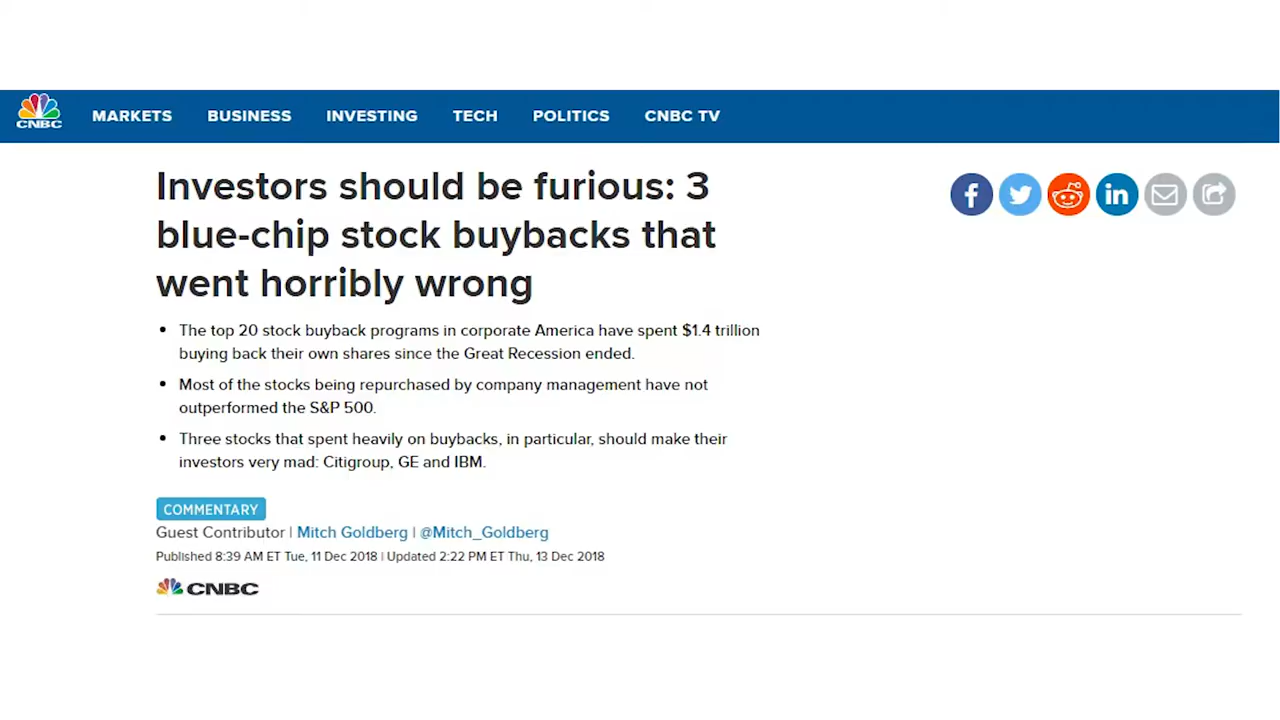 CNBC MARKETS BUSINESS INVESTING TECH POLITICS CNBC TV
Investors should be furious: 3
blue-chip stock buybacks that
went horribly wrong
The top 20 stock buyback programs in corporate America have spent $1.4 trillion
buying back their own shares since the Great Recession ended.
Most of the stocks being repurchased by company management have not
outperformed the S&P 500.
Three stocks that spent heavily on buybacks, in particular, should make their
investors very mad: Citigroup, GE and IBM.
COMMENTARY
Guest Contributor | Mitch Goldberg | @Mitch_Goldberg
Published 8:39 AM ET Tue, 11 Dec 2018 | Updated 2:22 PM ET Thu, 13 Dec 2018
CNBC